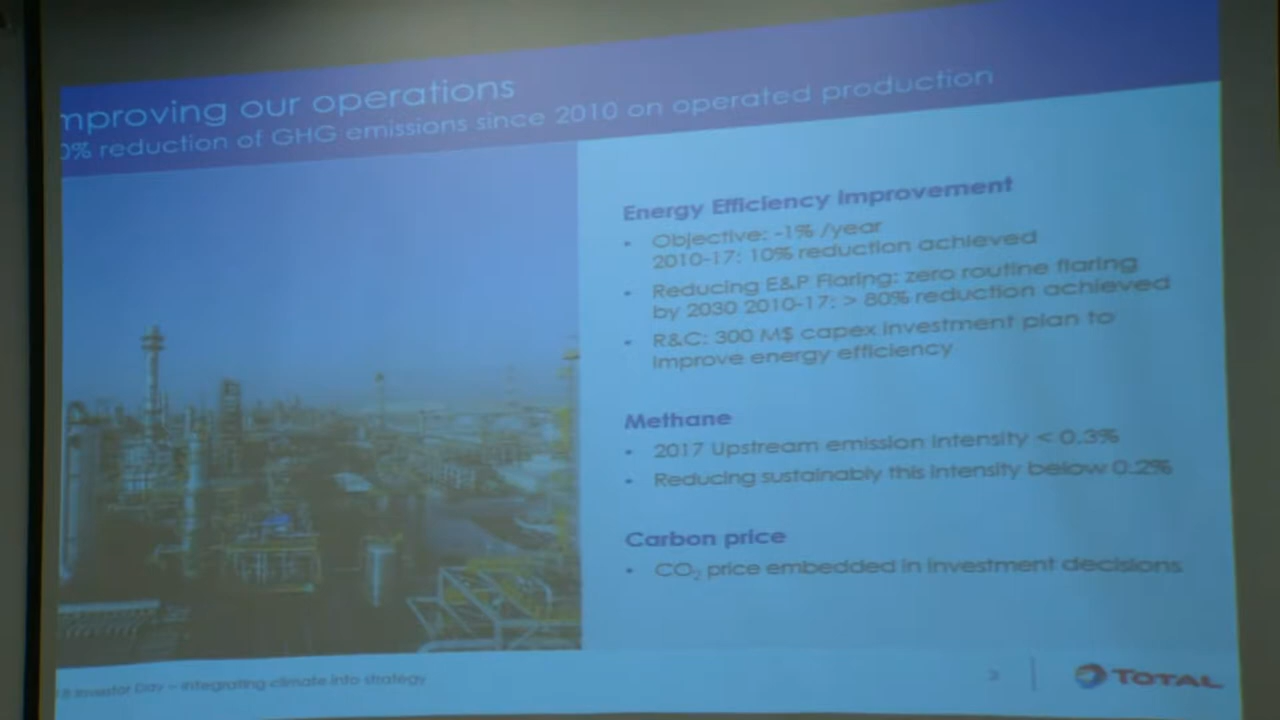 mproving our operations
0% reduction of GHG emissions since 2010 on operated production
Energy Efficiency improvement
• Objective: -1% /year
2010-17: 10% reduction achieved
• Reducing E&P Flaring: zero routine flaring
by 2030 2010-17: > 80% reduction achieved
• R&C: 300 M$ capex investment plan to
improve energy efficiency
Methane
• 2017 Upstream emission intensity < 0.3%
• Reducing sustainably this intensity below 0.2%
Carbon price
• CO₂ price embedded in investment decisions
Investor Day – Integrating climate into strategy
TOTAL